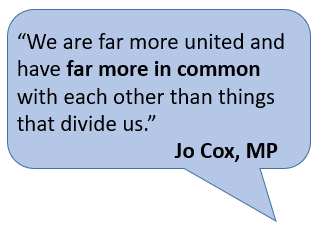 “We are far more united and
have far more in common
with each other than things
that divide us.”
Jo Cox, MP